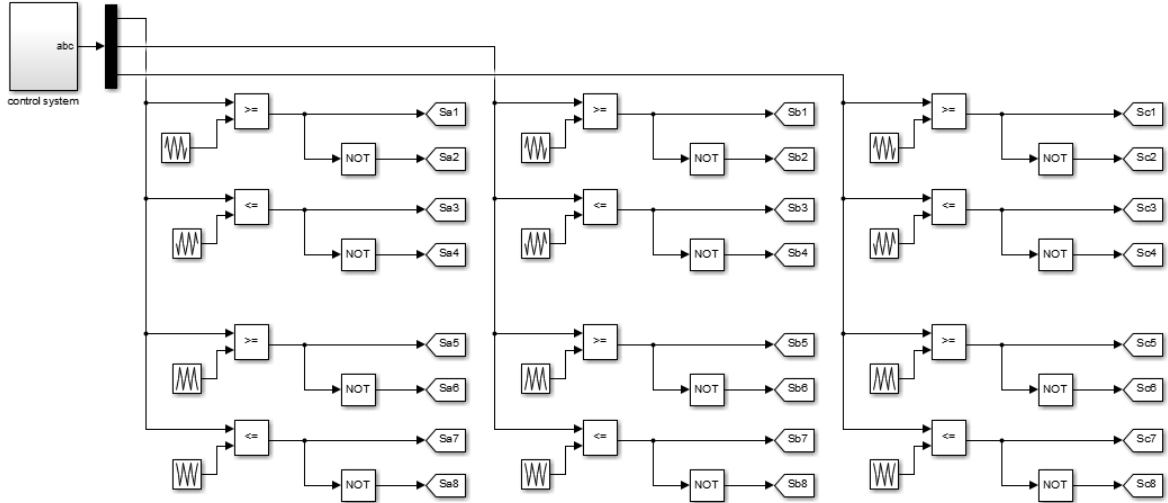 abc
control system
>= Sa1 >= Sb1 >= Sc1
NOT Sa2 NOT Sb2 NOT Sc2
<= Sa3 <= Sb3 <= Sc3
NOT Sa4 NOT Sb4 NOT Sc4
>= Sa5 >= Sb5 >= Sc5
NOT Sa6 NOT Sb6 NOT Sc6
<= Sa7 <= Sb7 <= Sc7
NOT Sa8 NOT Sb8 NOT Sc8